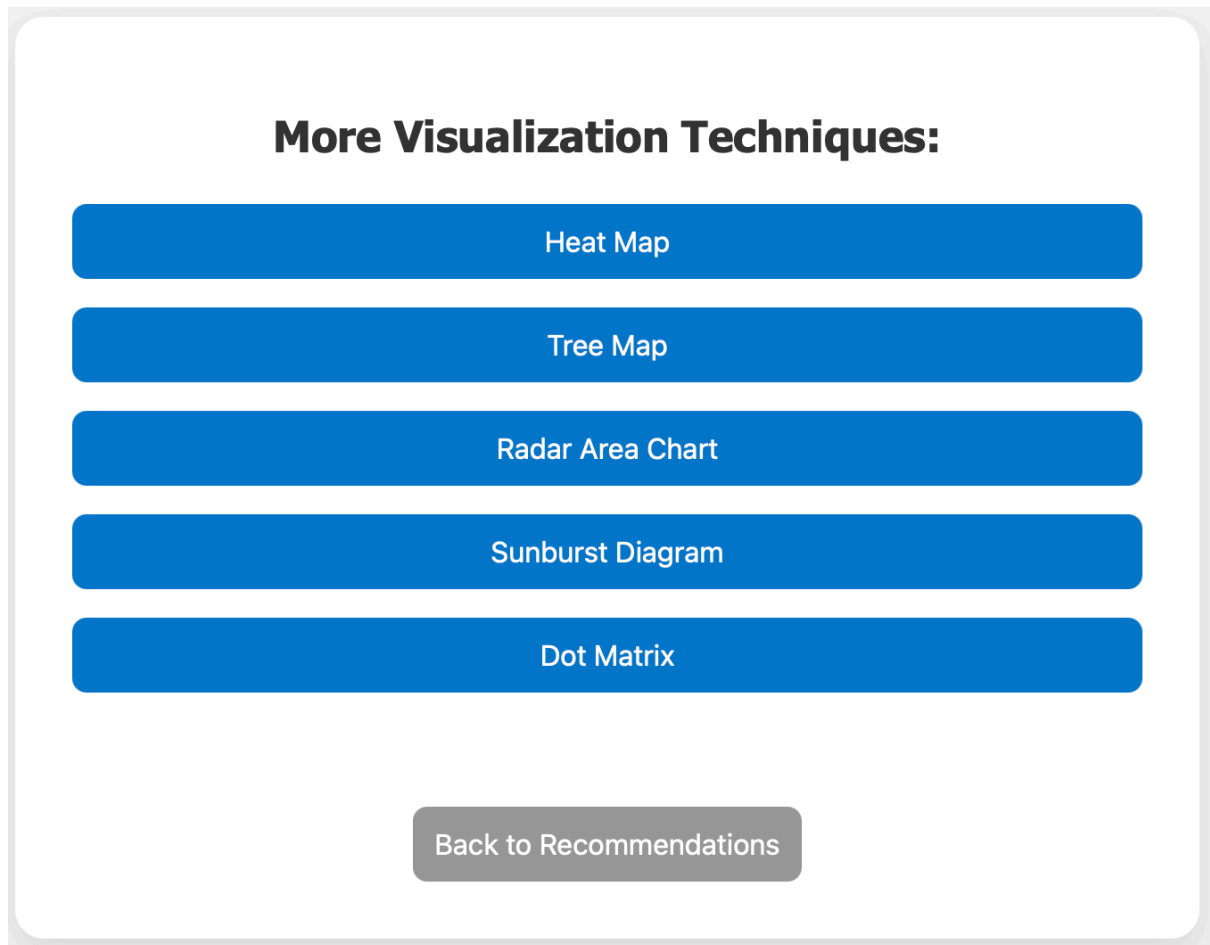 More Visualization Techniques:
Heat Map
Tree Map
Radar Area Chart
Sunburst Diagram
Dot Matrix
Back to Recommendations